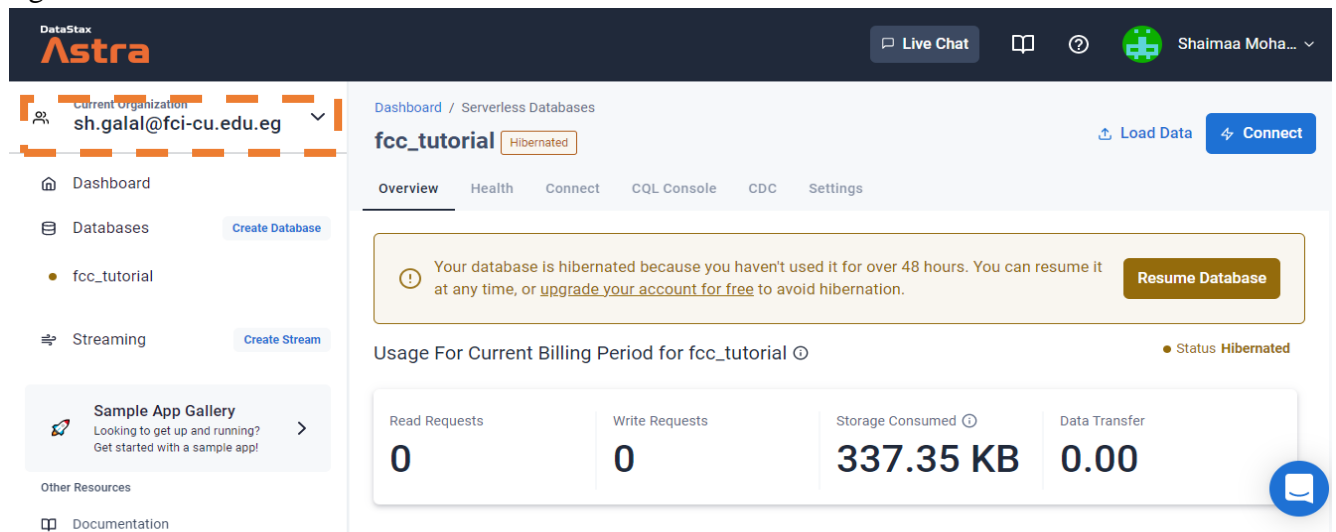 DataStax
Astra
Live Chat
Shaimaa Moha...
Current Organization
sh.galal@fci-cu.edu.eg
Dashboard
Databases
Create Database
fcc_tutorial
Streaming
Create Stream
Sample App Gallery
Looking to get up and running?
Get started with a sample app!
Other Resources
Documentation
Dashboard / Serverless Databases
fcc_tutorial Hibernated
Load Data
Connect
Overview Health Connect CQL Console CDC Settings
Your database is hibernated because you haven't used it for over 48 hours. You can resume it
at any time, or upgrade your account for free to avoid hibernation.
Resume Database
Usage For Current Billing Period for fcc_tutorial
Status Hibernated
Read Requests
0
Write Requests
0
Storage Consumed
337.35 KB
Data Transfer
0.00